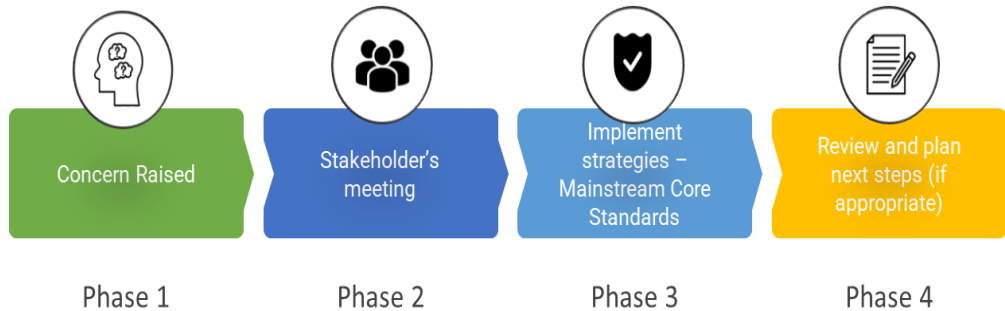 Concern Raised
Stakeholder's
meeting
Implement
strategies –
Mainstream Core
Standards
Review and plan
next steps (if
appropriate)
Phase 1
Phase 2
Phase 3
Phase 4